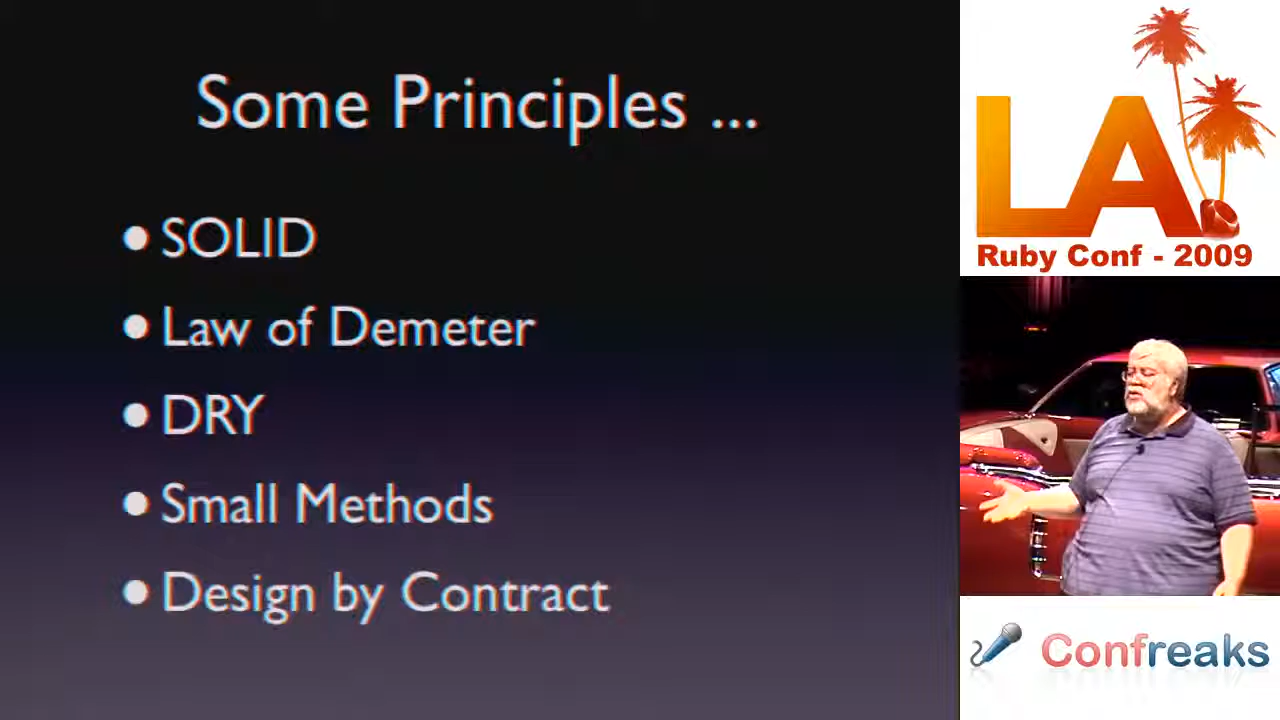 Some Principles ...
• SOLID
• Law of Demeter
• DRY
• Small Methods
• Design by Contract
LA
Ruby Conf - 2009
Confreaks